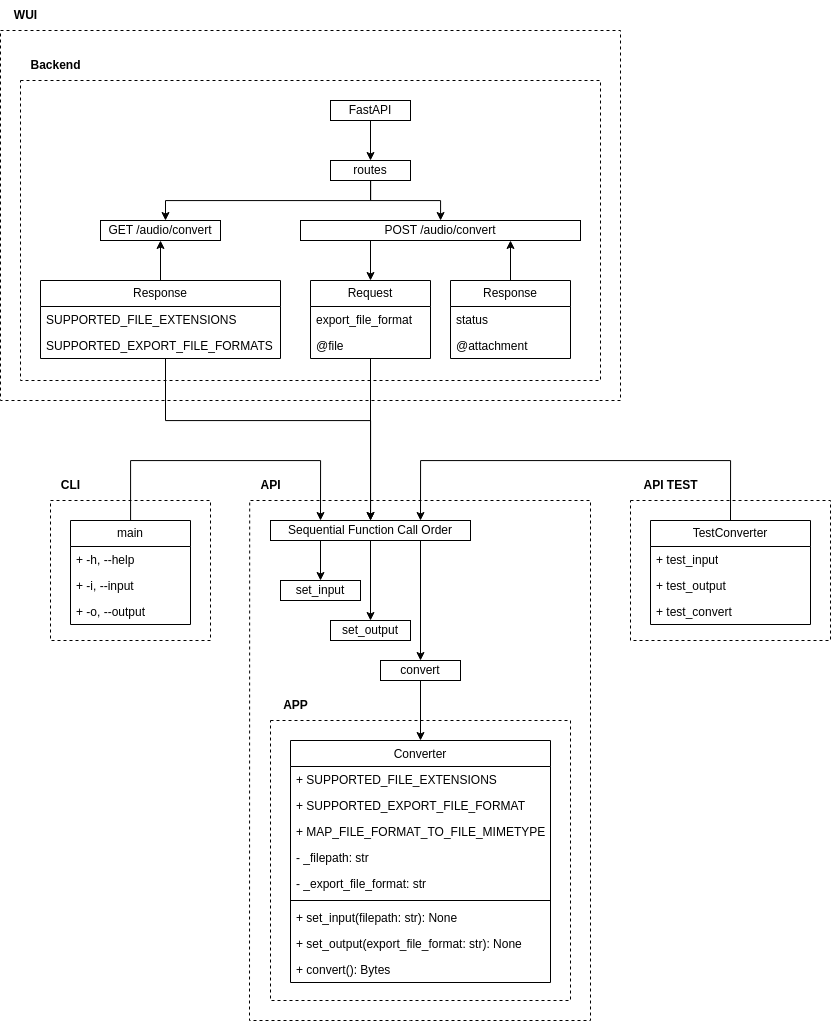 WUI
Backend
FastAPI
routes
GET /audio/convert
POST /audio/convert
Response
SUPPORTED_FILE_EXTENSIONS
SUPPORTED_EXPORT_FILE_FORMATS
Request
export_file_format
@file
Response
status
@attachment
CLI
main
+ -h, --help
+ -i, --input
+ -o, --output
API
Sequential Function Call Order
set_input
set_output
convert
API TEST
TestConverter
+ test_input
+ test_output
+ test_convert
APP
Converter
+ SUPPORTED_FILE_EXTENSIONS
+ SUPPORTED_EXPORT_FILE_FORMAT
+ MAP_FILE_FORMAT_TO_FILE_MIMETYPE
- _filepath: str
- _export_file_format: str
+ set_input(filepath: str): None
+ set_output(export_file_format: str): None
+ convert(): Bytes